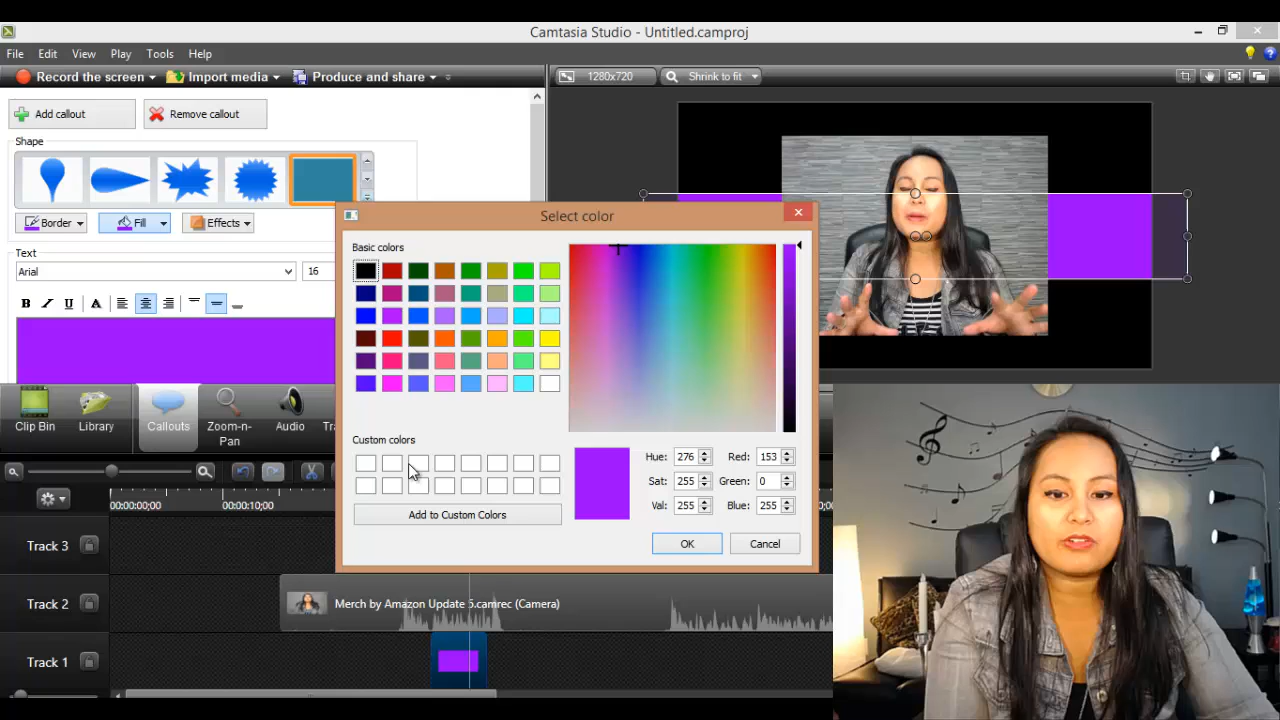 Camtasia Studio - Untitled.camproj
File Edit View Play Tools Help
Record the screen Import media Produce and share 1280x720 Shrink to fit
Add callout Remove callout
Shape
Border Fill Effects
Select color
Text
Arial 16
B I U A
Basic colors
Custom colors
Hue: 276 Red: 153
Sat: 255 Green: 0
Val: 255 Blue: 255
Add to Custom Colors
OK Cancel
Clip Bin Library Callouts Zoom-n-Pan Audio
00:00:00;00 00:00:10;00
Track 3
Track 2 Merch by Amazon Update 5.camrec (Camera)
Track 1